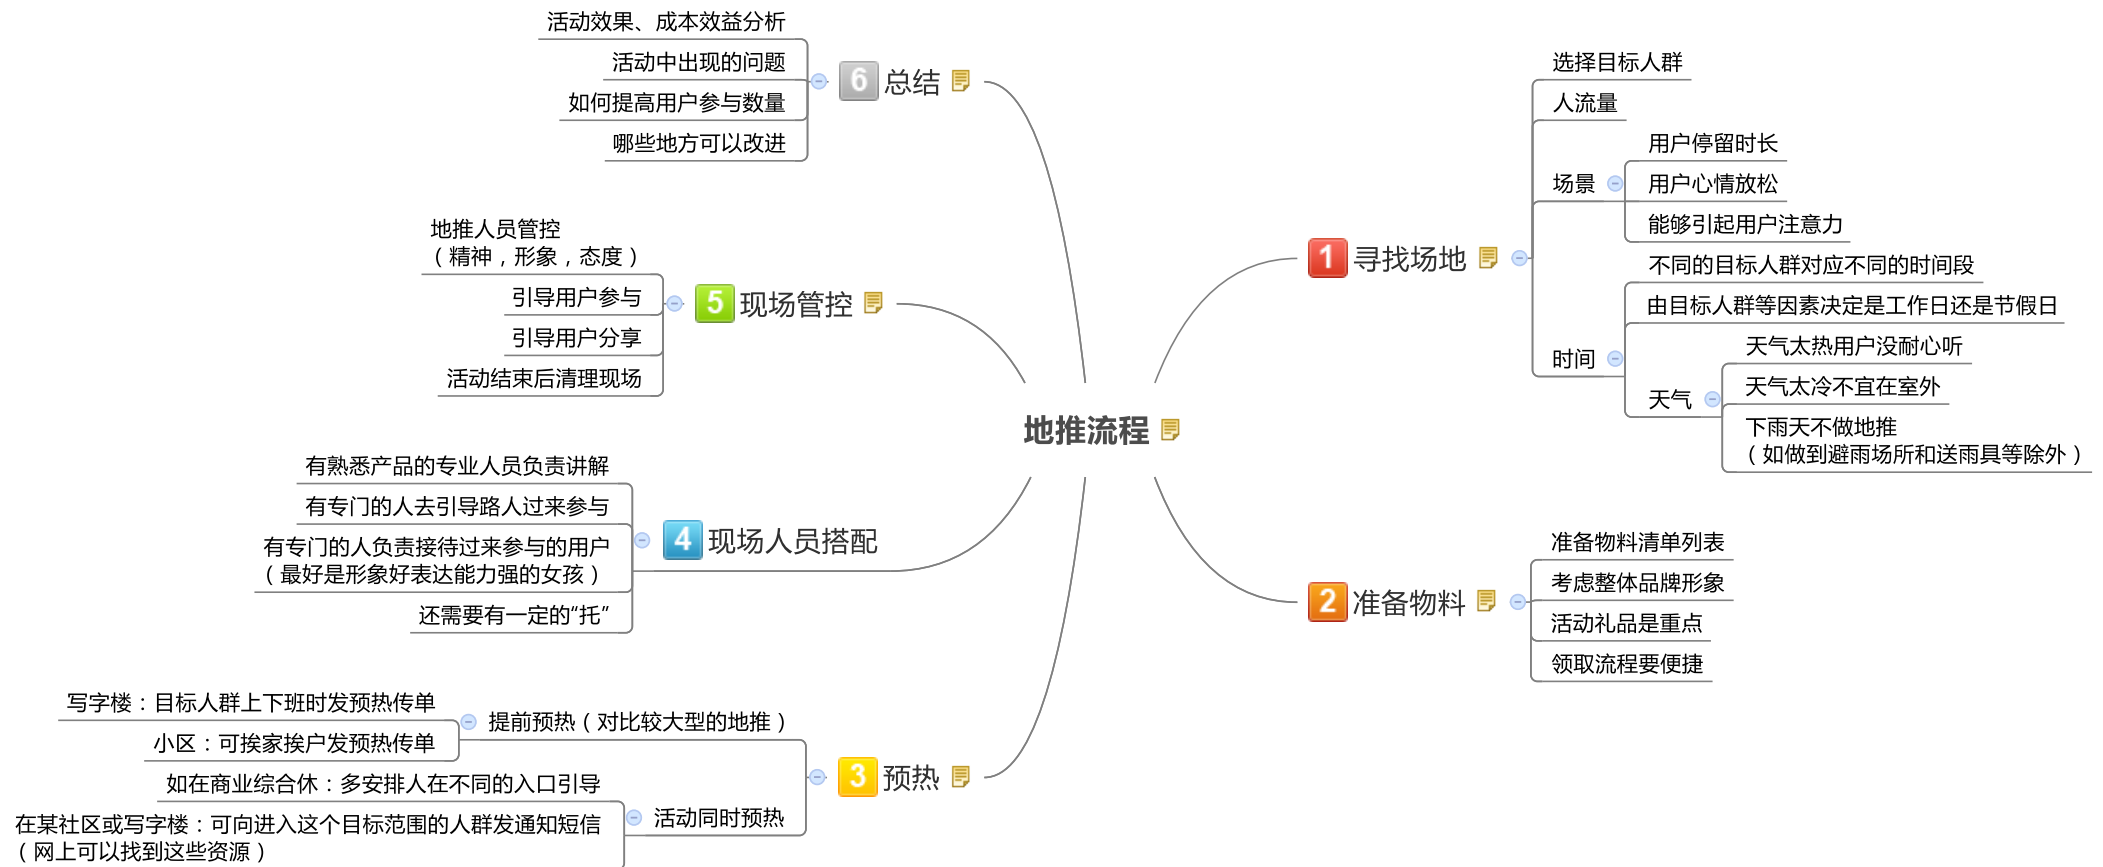 地推流程
1 寻找场地
选择目标人群
人流量
场景
用户停留时长
用户心情放松
能够引起用户注意力
时间
不同的目标人群对应不同的时间段
由目标人群等因素决定是工作日还是节假日
天气
天气太热用户没耐心听
天气太冷不宜在室外
下雨天不做地推
（如做到避雨场所和送雨具等除外）
2 准备物料
准备物料清单列表
考虑整体品牌形象
活动礼品是重点
领取流程要便捷
3 预热
提前预热（对比较大型的地推）
写字楼：目标人群上下班时发预热传单
小区：可挨家挨户发预热传单
活动同时预热
如在商业综合休：多安排人在不同的入口引导
在某社区或写字楼：可向进入这个目标范围的人群发通知短信
（网上可以找到这些资源）
4 现场人员搭配
有熟悉产品的专业人员负责讲解
有专门的人去引导路人过来参与
有专门的人负责接待过来参与的用户
（最好是形象好表达能力强的女孩）
还需要有一定的“托”
5 现场管控
地推人员管控
（精神，形象，态度）
引导用户参与
引导用户分享
活动结束后清理现场
6 总结
活动效果、成本效益分析
活动中出现的问题
如何提高用户参与数量
哪些地方可以改进